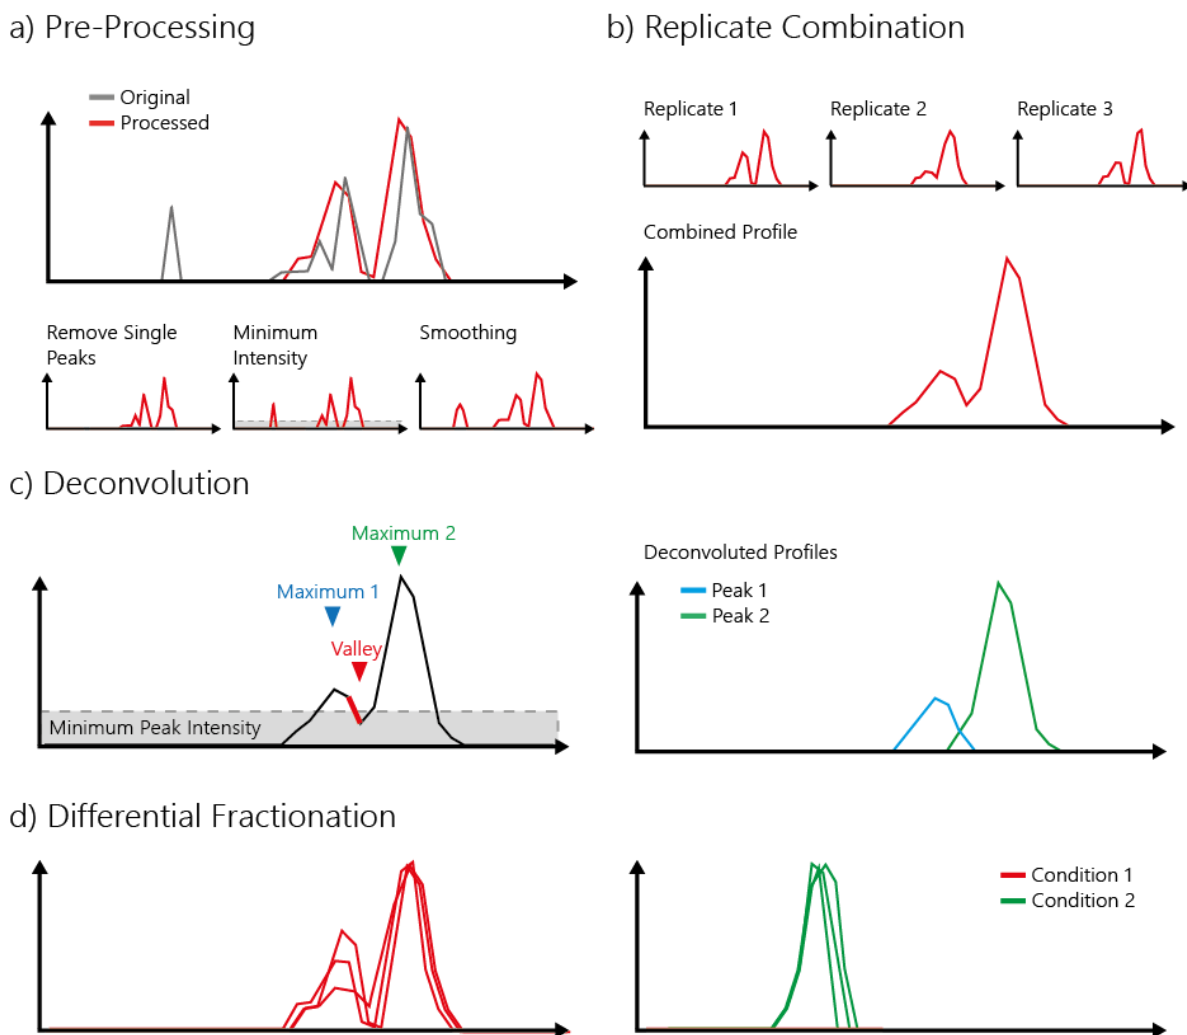 a) Pre-Processing
Original
Processed
Remove Single
Peaks
Minimum
Intensity
Smoothing
b) Replicate Combination
Replicate 1
Replicate 2
Replicate 3
Combined Profile
c) Deconvolution
Maximum 2
Maximum 1
Valley
Minimum Peak Intensity
Deconvoluted Profiles
Peak 1
Peak 2
d) Differential Fractionation
Condition 1
Condition 2